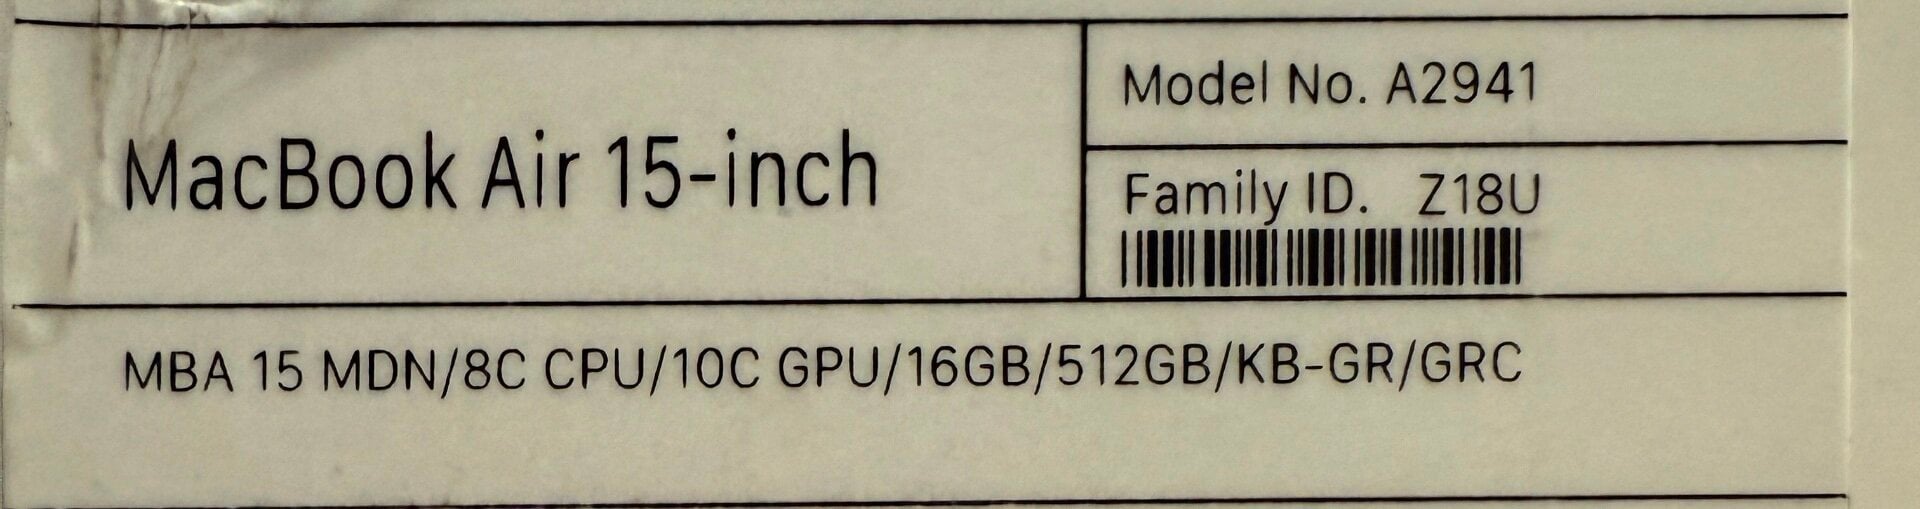 MacBook Air 15-inch
Model No. A2941
Family ID. Z18U
MBA 15 MDN/8C CPU/10C GPU/16GB/512GB/KB-GR/GRC